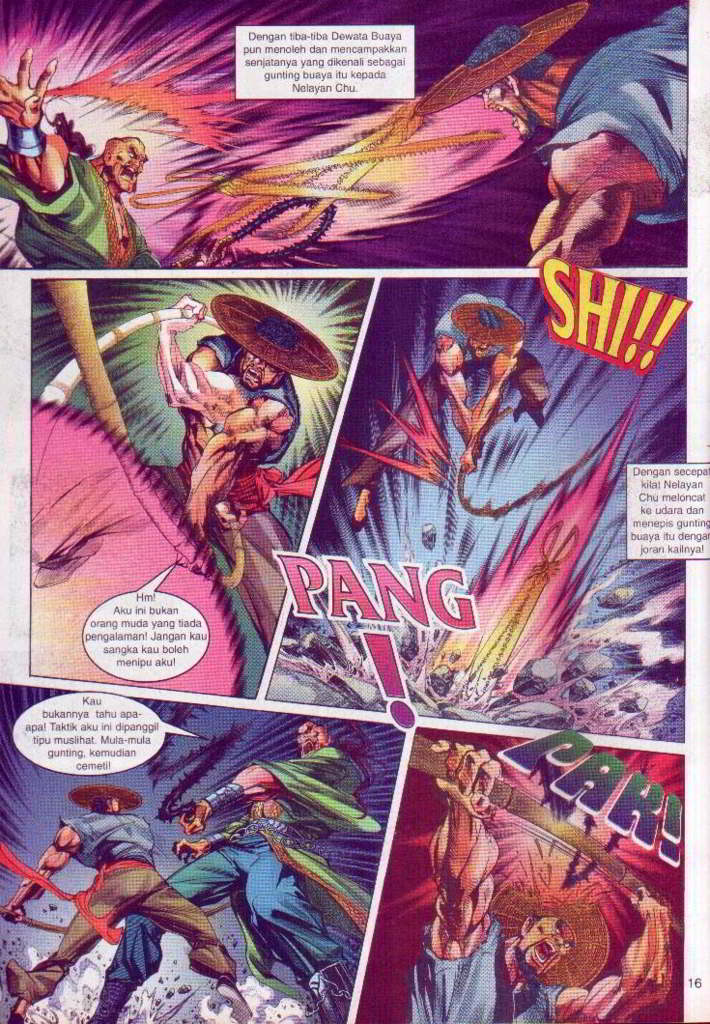 Dengan tiba-tiba Dewata Buaya
pun menoleh dan mencampakkan
senjatanya yang dikenali sebagai
gunting buaya itu kepada
Nelayan Chu.
SHI!!
Dengan secepat
kilat Nelayan
Chu meloncat
ke udara dan
menepis gunting
buaya itu dengan
joran kailnya!
Hm!
Aku ini bukan
orang muda yang tiada
pengalaman! Jangan kau
sangka kau boleh
menipu aku!
PANG
!
Kau
bukannya tahu apa-
apa! Taktik aku ini dipanggil
tipu muslihat. Mula-mula
gunting, kemudian
cemeti!
PAK!
16